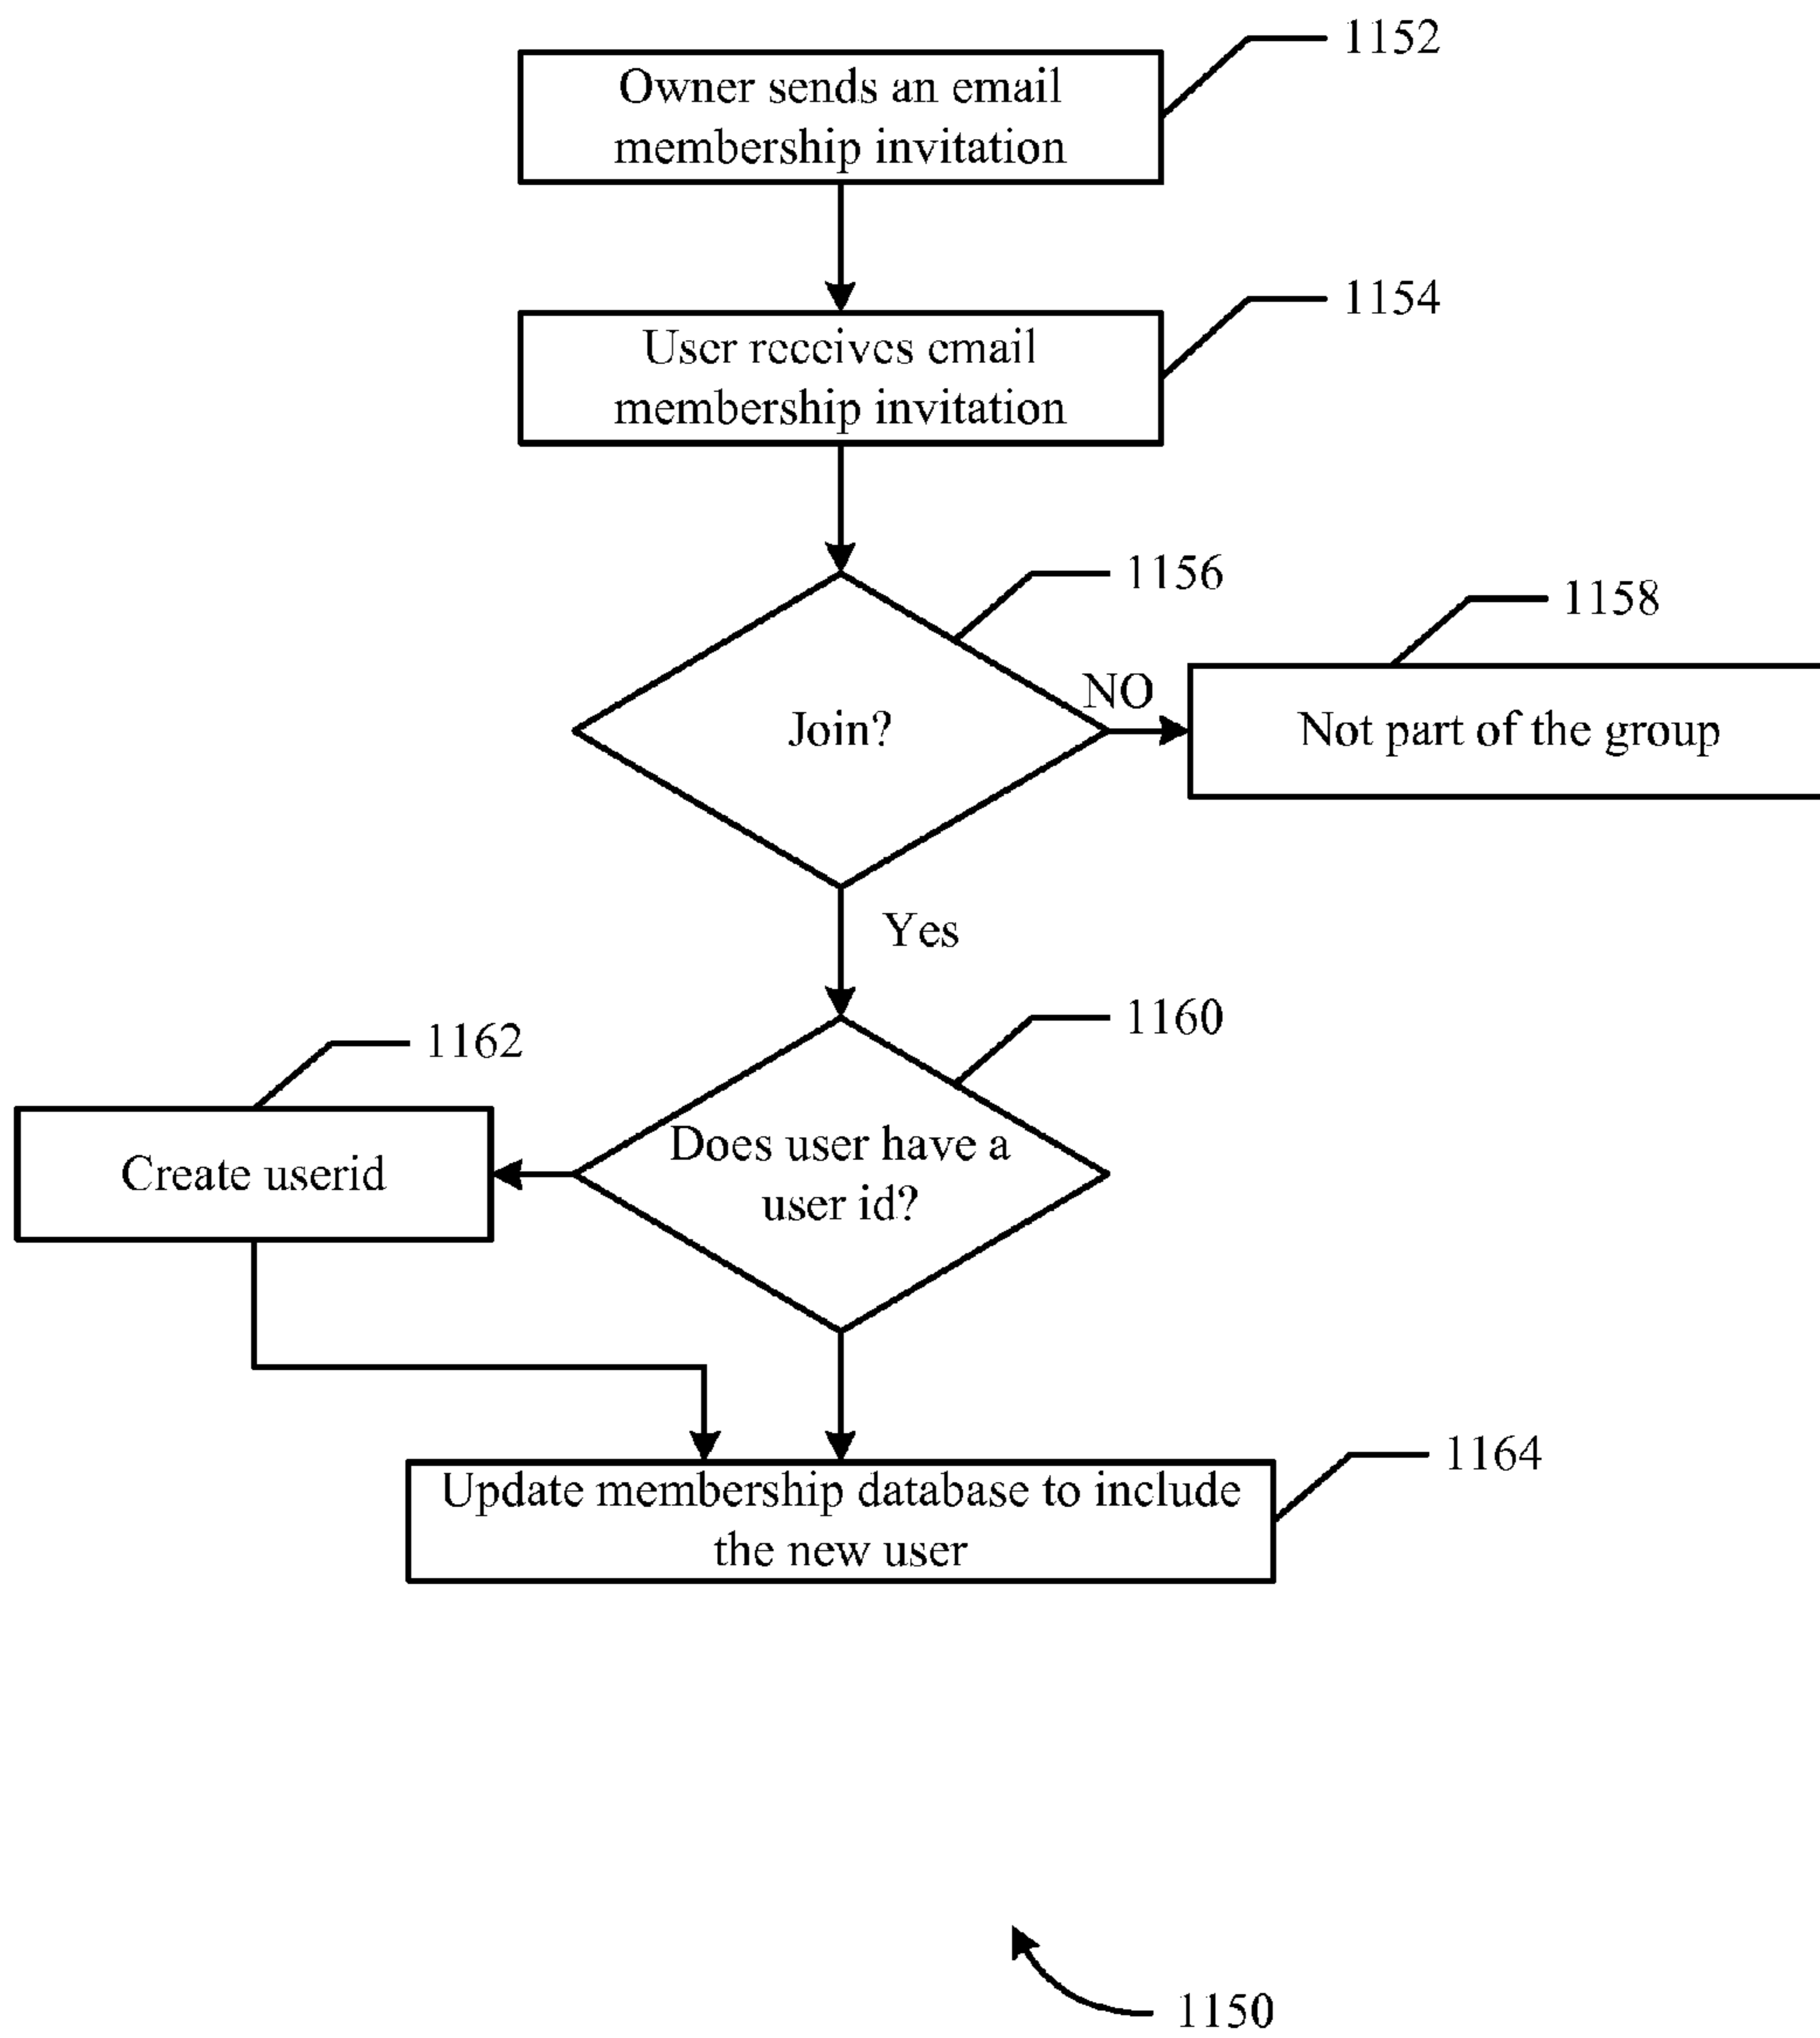 1152
Owner sends an email
membership invitation
1154
User receives email
membership invitation
1156
1158
NO
Join?
Not part of the group
Yes
1160
1162
Does user have a
user id?
Create userid
1164
Update membership database to include
the new user
1150